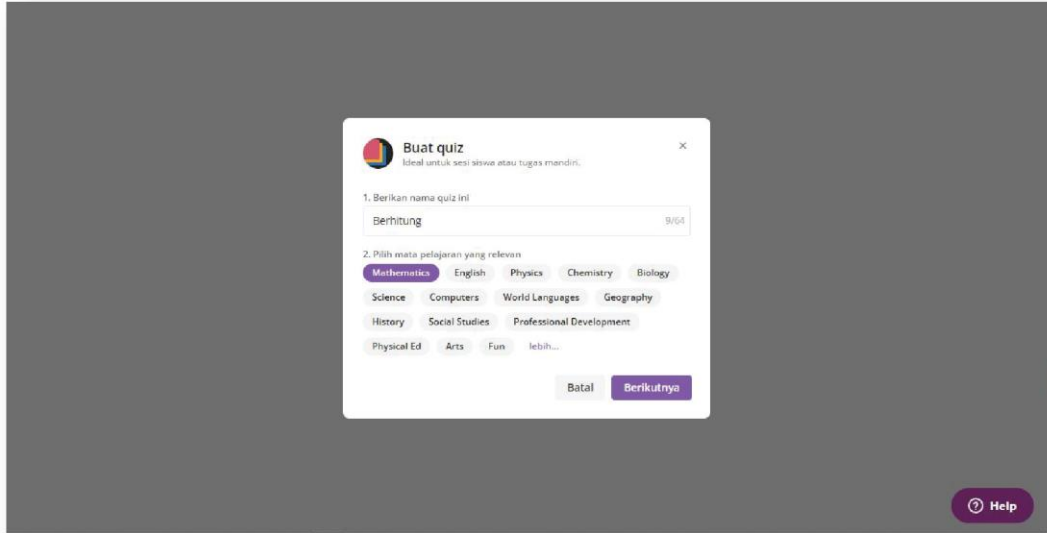 Buat quiz
Ideal untuk sesi siswa atau tugas mandiri.
1. Berikan nama quiz ini
Berhitung 9/64
2. Pilih mata pelajaran yang relevan
Mathematics English Physics Chemistry Biology
Science Computers World Languages Geography
History Social Studies Professional Development
Physical Ed Arts Fun lebih...
Batal Berikutnya
Help